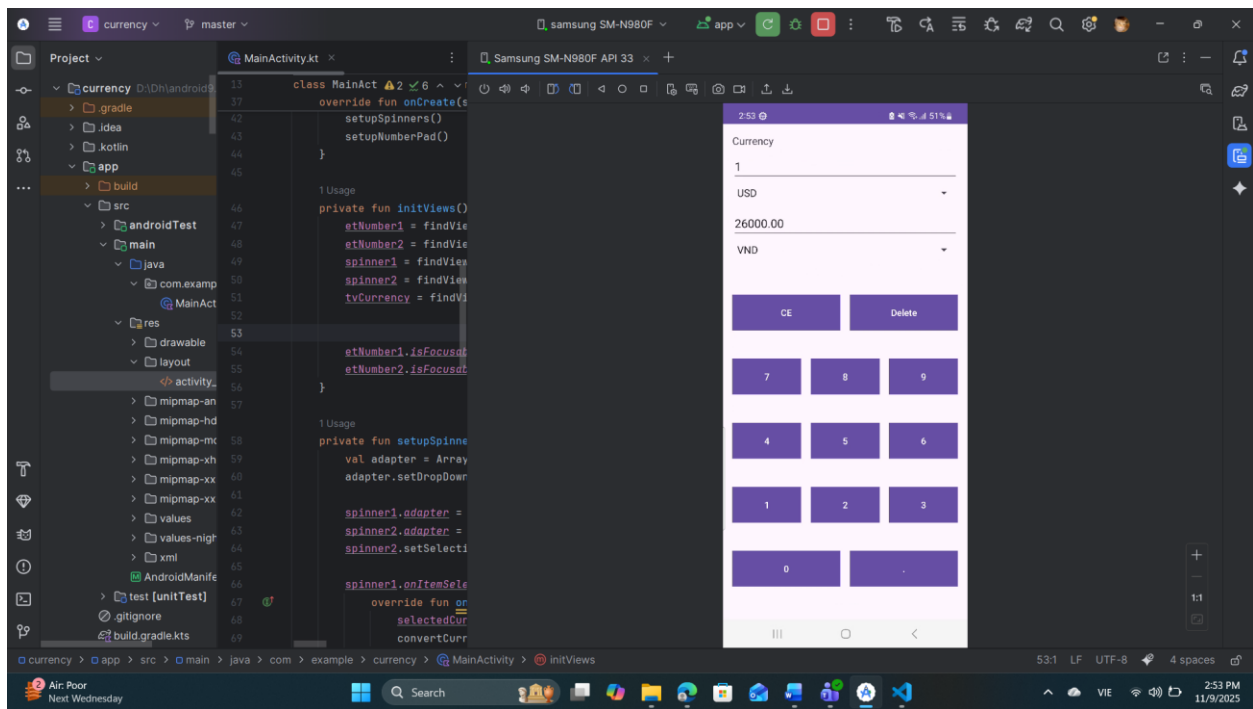 currency
master
samsung SM-N980F
app
Project
MainActivity.kt
Samsung SM-N980F API 33
currency D:\Dh\android9.
.gradle
.idea
.kotlin
app
build
src
androidTest
main
java
com.examp
MainAct
res
drawable
layout
activity_
mipmap-an
mipmap-hd
mipmap-mc
mipmap-xh
mipmap-xx
mipmap-xx
mipmap-xx
values
values-nigh
xml
AndroidManife
test [unitTest]
.gitignore
build.gradle.kts
13 class MainAct 2 6
37 override fun onCreate(s
42 setupSpinners()
43 setupNumberPad()
44 }
45
1 Usage
46 private fun initViews()
47 etNumber1 = findVie
48 etNumber2 = findVie
49 spinner1 = findView
50 spinner2 = findView
51 tvCurrency = findVi
52
53
54 etNumber1.isFocusab
55 etNumber2.isFocusab
56 }
57
1 Usage
58 private fun setupSpinne
59 val adapter = Array
60 adapter.setDropDown
61
62 spinner1.adapter =
63 spinner2.adapter =
64 spinner2.setSelecti
65
66 spinner1.onItemSele
67 override fun on
68 selectedCur
69 convertCurr
2:53 51%
Currency
1
USD
26000.00
VND
CE Delete
7 8 9
4 5 6
1 2 3
0 .
1:1
currency > app > src > main > java > com > example > currency > MainActivity > initViews
53:1 LF UTF-8 4 spaces
2
Air: Poor
Next Wednesday
Search
VIE
2:53 PM
11/9/2025